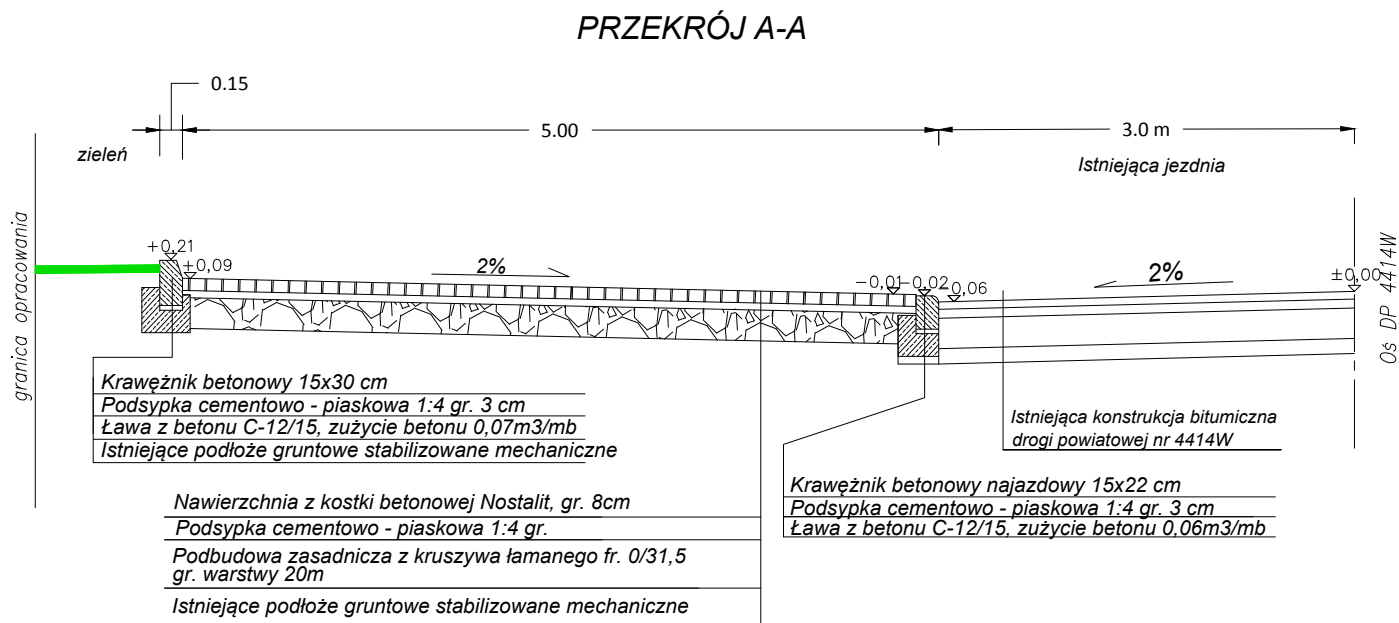 PRZEKRÓJ A-A
0.15
5.00
3.0 m
zieleń
Istniejąca jezdnia
granica opracowania
+0,21
+0,09
2%
-0,01
-0,02
-0,06
2%
±0,00
Oś DP 4414W
Krawężnik betonowy 15x30 cm
Podsypka cementowo - piaskowa 1:4 gr. 3 cm
Ława z betonu C-12/15, zużycie betonu 0,07m3/mb
Istniejące podłoże gruntowe stabilizowane mechaniczne
Istniejąca konstrukcja bitumiczna
drogi powiatowej nr 4414W
Nawierzchnia z kostki betonowej Nostalit, gr. 8cm
Podsypka cementowo - piaskowa 1:4 gr.
Podbudowa zasadnicza z kruszywa łamanego fr. 0/31,5
gr. warstwy 20m
Istniejące podłoże gruntowe stabilizowane mechaniczne
Krawężnik betonowy najazdowy 15x22 cm
Podsypka cementowo - piaskowa 1:4 gr. 3 cm
Ława z betonu C-12/15, zużycie betonu 0,06m3/mb